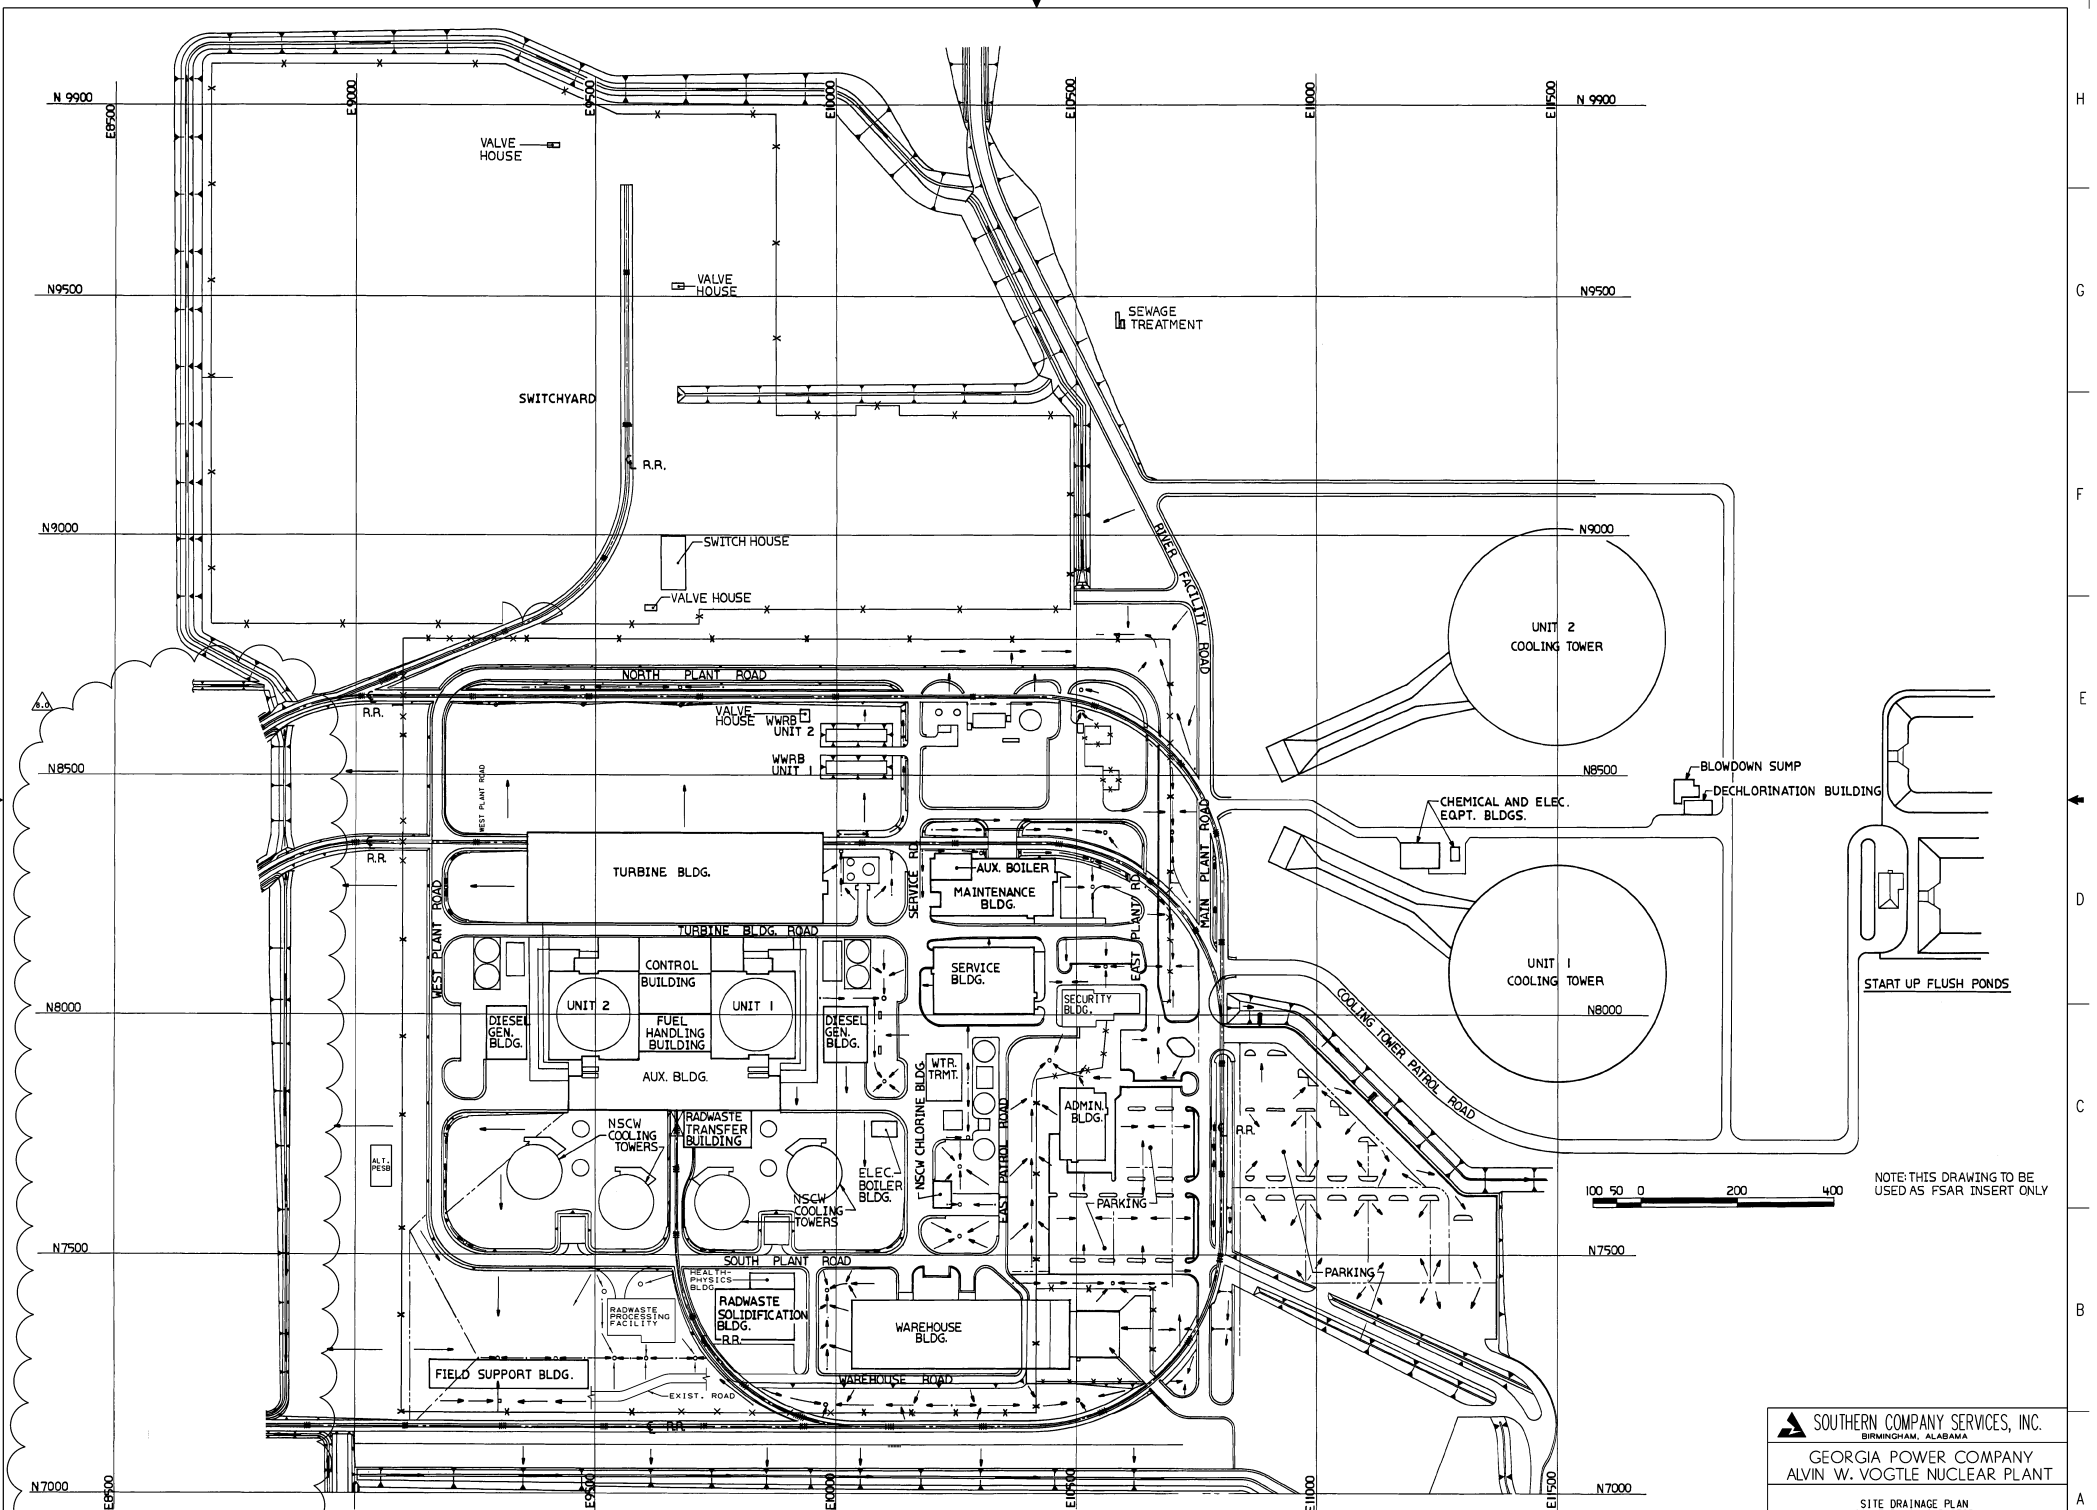 H
N 9900
E8500
E9000
E9500
E10000
E10500
E11000
E11500
N 9900
VALVE
HOUSE
G
N9500
VALVE
HOUSE
SEWAGE
TREATMENT
N9500
SWITCHYARD
℄ R.R.
F
N9000
SWITCH HOUSE
VALVE HOUSE
RIVER FACILITY ROAD
N9000
UNIT 2
COOLING TOWER
NORTH PLANT ROAD
E
R.R.
VALVE
HOUSE
WWRB
UNIT 2
WWRB
UNIT 1
N8500
WEST PLANT ROAD
N8500
BLOWDOWN SUMP
DECHLORINATION BUILDING
CHEMICAL AND ELEC.
EQPT. BLDGS.
MAIN PLANT ROAD
R.R.
TURBINE BLDG.
SERVICE RD.
AUX. BOILER
MAINTENANCE
BLDG.
EAST PLANT RD.
D
WEST PLANT ROAD
TURBINE BLDG. ROAD
CONTROL
BUILDING
SERVICE
BLDG.
UNIT 1
COOLING TOWER
START UP FLUSH PONDS
N8000
UNIT 2
UNIT 1
SECURITY
BLDG.
COOLING TOWER PATROL ROAD
N8000
DIESEL
GEN.
BLDG.
FUEL
HANDLING
BUILDING
DIESEL
GEN.
BLDG.
AUX. BLDG.
WTR.
TRMT.
NSCW CHLORINE BLDG.
EAST PATROL ROAD
ADMIN.
BLDG.
C
NSCW
COOLING
TOWERS
RADWASTE
TRANSFER
BUILDING
℄
R.R.
ALT.
PESB
ELEC.
BOILER
BLDG.
NSCW
COOLING
TOWERS
PARKING
100 50 0 200 400
NOTE: THIS DRAWING TO BE
USED AS FSAR INSERT ONLY
N7500
SOUTH PLANT ROAD
N7500
HEALTH-
PHYSICS
BLDG.
PARKING
RADWASTE
PROCESSING
FACILITY
RADWASTE
SOLIDIFICATION
BLDG.
R.R.
WAREHOUSE
BLDG.
B
FIELD SUPPORT BLDG.
WAREHOUSE ROAD
EXIST. ROAD
℄ R.R.
SOUTHERN COMPANY SERVICES, INC.
BIRMINGHAM, ALABAMA
GEORGIA POWER COMPANY
ALVIN W. VOGTLE NUCLEAR PLANT
N7000
E8500
E9500
E10000
E10500
E11000
E11500
N7000
A
SITE DRAINAGE PLAN